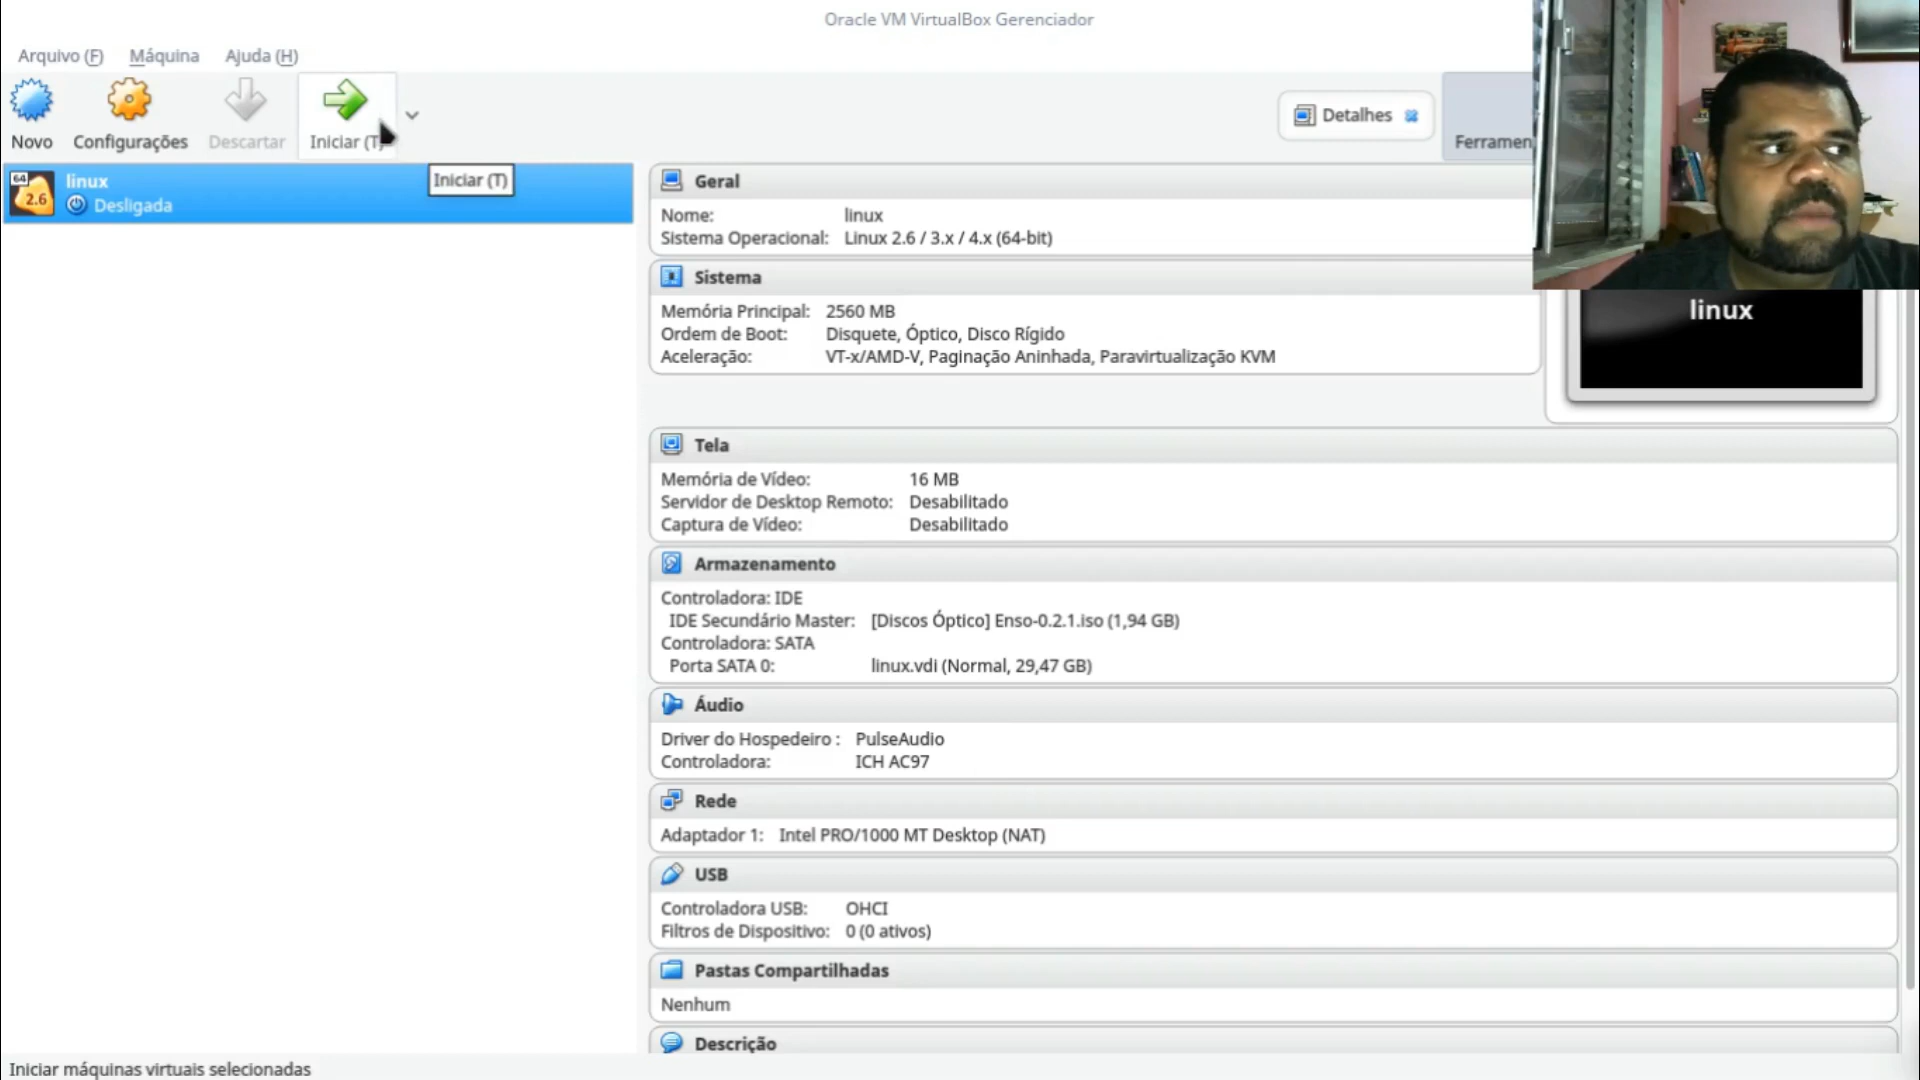 Oracle VM VirtualBox Gerenciador
Arquivo (F) Máquina Ajuda (H)
Novo Configurações Descartar Iniciar (T)
Detalhes
Ferramen
Iniciar (T)
64
2.6
linux
Desligada
Geral
Nome: linux
Sistema Operacional: Linux 2.6 / 3.x / 4.x (64-bit)
Sistema
Memória Principal: 2560 MB
Ordem de Boot: Disquete, Óptico, Disco Rígido
Aceleração: VT-x/AMD-V, Paginação Aninhada, Paravirtualização KVM
linux
Tela
Memória de Vídeo: 16 MB
Servidor de Desktop Remoto: Desabilitado
Captura de Vídeo: Desabilitado
Armazenamento
Controladora: IDE
IDE Secundário Master: [Discos Óptico] Enso-0.2.1.iso (1,94 GB)
Controladora: SATA
Porta SATA 0: linux.vdi (Normal, 29,47 GB)
Áudio
Driver do Hospedeiro : PulseAudio
Controladora: ICH AC97
Rede
Adaptador 1: Intel PRO/1000 MT Desktop (NAT)
USB
Controladora USB: OHCI
Filtros de Dispositivo: 0 (0 ativos)
Pastas Compartilhadas
Nenhum
Descrição
Iniciar máquinas virtuais selecionadas